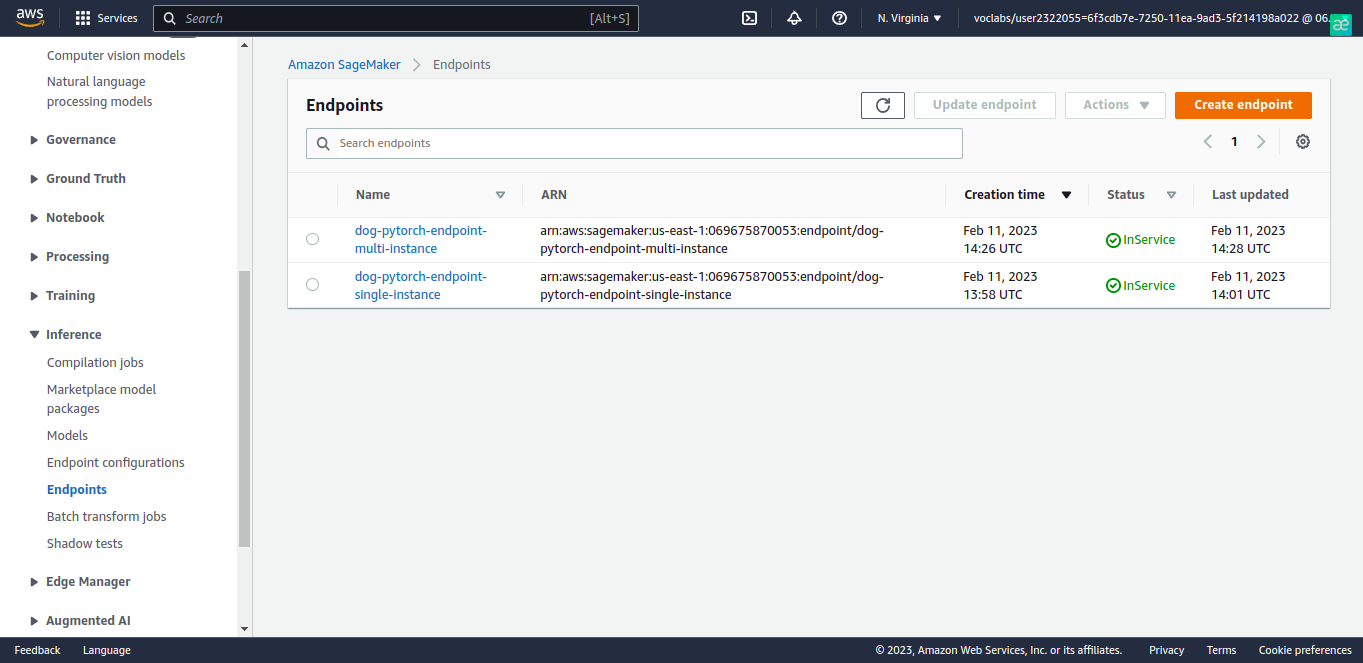 aws
Services
Search
[Alt+S]
N. Virginia
voclabs/user2322055=6f3cdb7e-7250-11ea-9ad3-5f214198a022 @ 06...
æ
Computer vision models
Natural language
processing models
Governance
Ground Truth
Notebook
Processing
Training
Inference
Compilation jobs
Marketplace model
packages
Models
Endpoint configurations
Endpoints
Batch transform jobs
Shadow tests
Edge Manager
Augmented AI
Amazon SageMaker
Endpoints
Endpoints
Update endpoint
Actions
Create endpoint
Search endpoints
1
Name
ARN
Creation time
Status
Last updated
dog-pytorch-endpoint-
multi-instance
arn:aws:sagemaker:us-east-1:069675870053:endpoint/dog-
pytorch-endpoint-multi-instance
Feb 11, 2023
14:26 UTC
InService
Feb 11, 2023
14:28 UTC
dog-pytorch-endpoint-
single-instance
arn:aws:sagemaker:us-east-1:069675870053:endpoint/dog-
pytorch-endpoint-single-instance
Feb 11, 2023
13:58 UTC
InService
Feb 11, 2023
14:01 UTC
Feedback
Language
© 2023, Amazon Web Services, Inc. or its affiliates.
Privacy
Terms
Cookie preferences